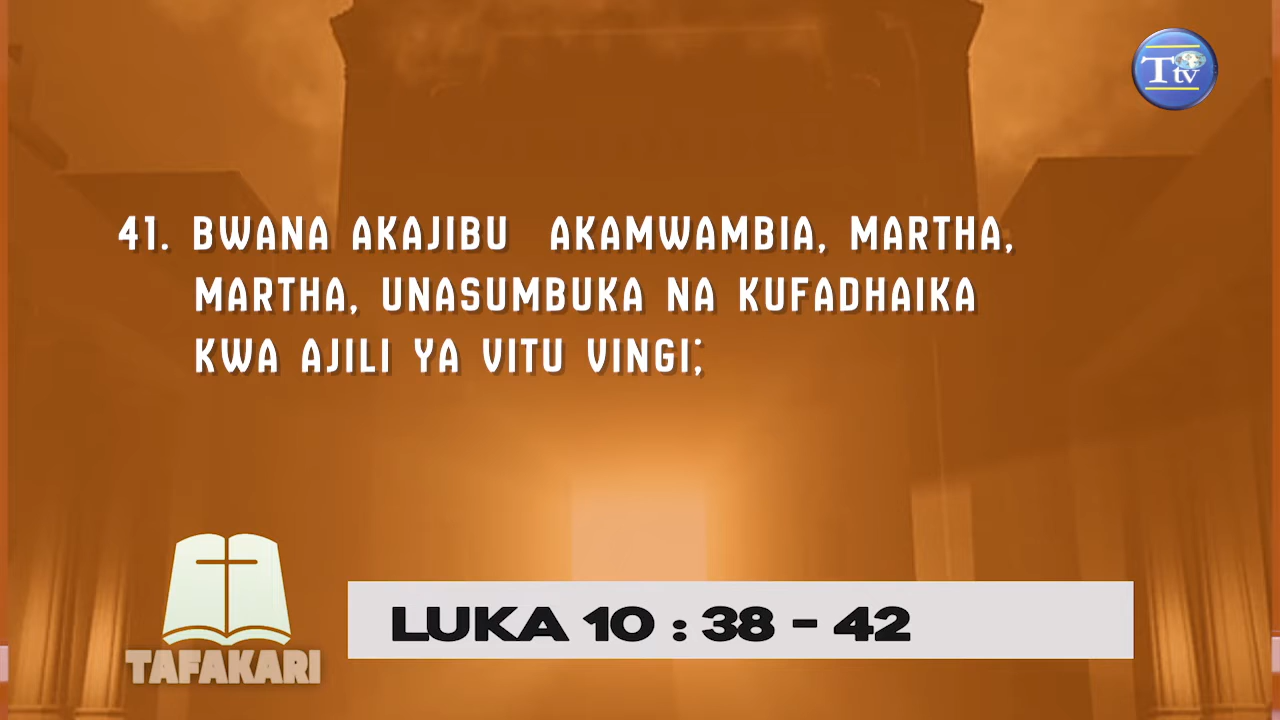 Ttv
41. BWANA AKAJIBU  AKAMWAMBIA, MARTHA,
MARTHA, UNASUMBUKA NA KUFADHAIKA
KWA AJILI YA VITU VINGI;
LUKA 10 : 38 - 42
TAFAKARI